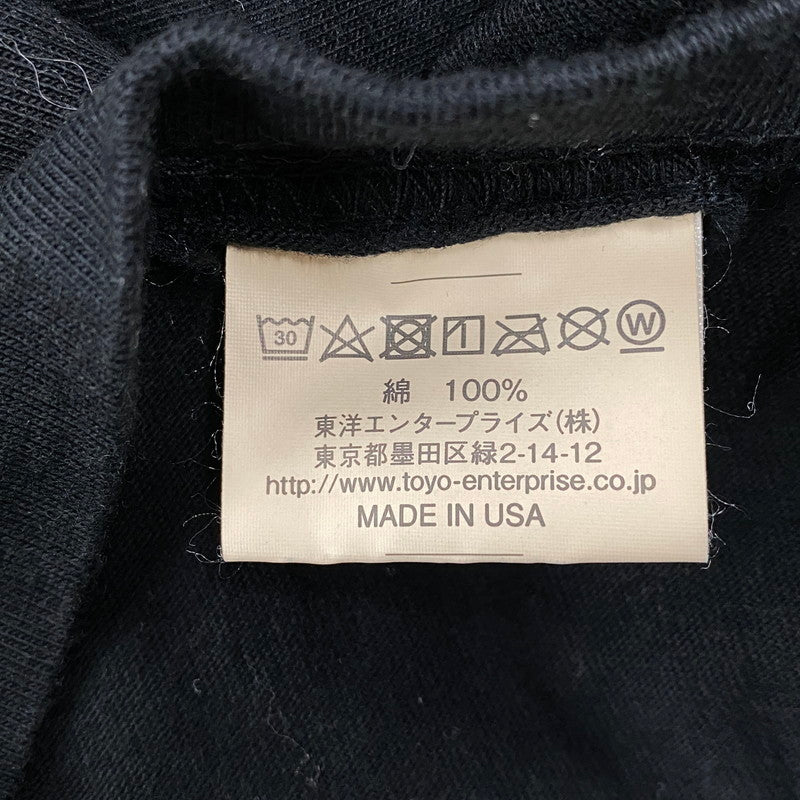 30 W
綿 100%
東洋エンタープライズ(株)
東京都墨田区緑2-14-12
http://www.toyo-enterprise.co.jp
MADE IN USA